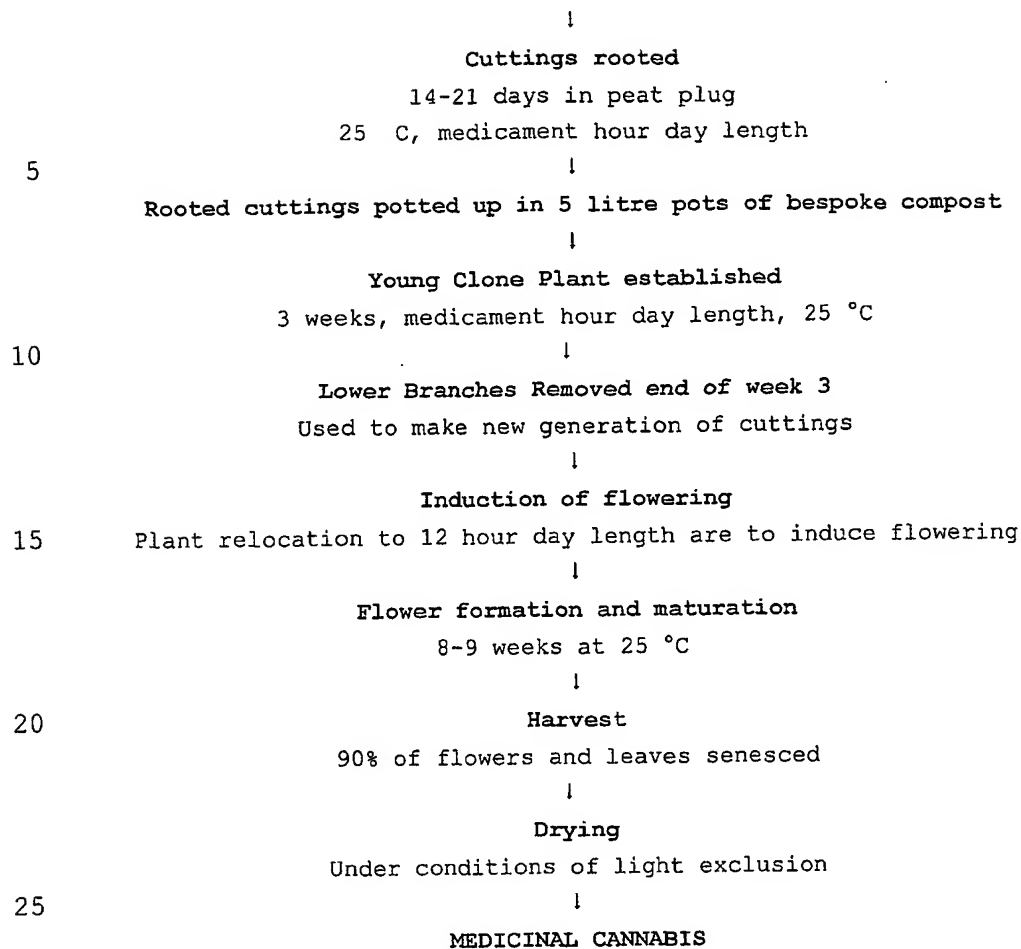 ↓
Cuttings rooted
14-21 days in peat plug
25 C, medicament hour day length
5
↓
Rooted cuttings potted up in 5 litre pots of bespoke compost
↓
Young Clone Plant established
3 weeks, medicament hour day length, 25 °C
10
↓
Lower Branches Removed end of week 3
Used to make new generation of cuttings
↓
Induction of flowering
15 Plant relocation to 12 hour day length are to induce flowering
↓
Flower formation and maturation
8-9 weeks at 25 °C
↓
20 Harvest
90% of flowers and leaves senesced
↓
Drying
Under conditions of light exclusion
25
↓
MEDICINAL CANNABIS